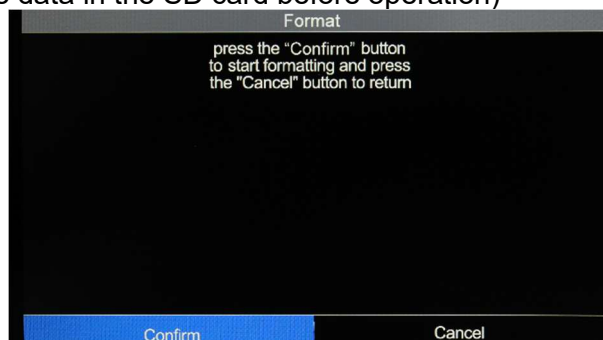 data in the SD card before operation)
Format
press the “Confirm” button
to start formatting and press
the "Cancel" button to return
Confirm Cancel